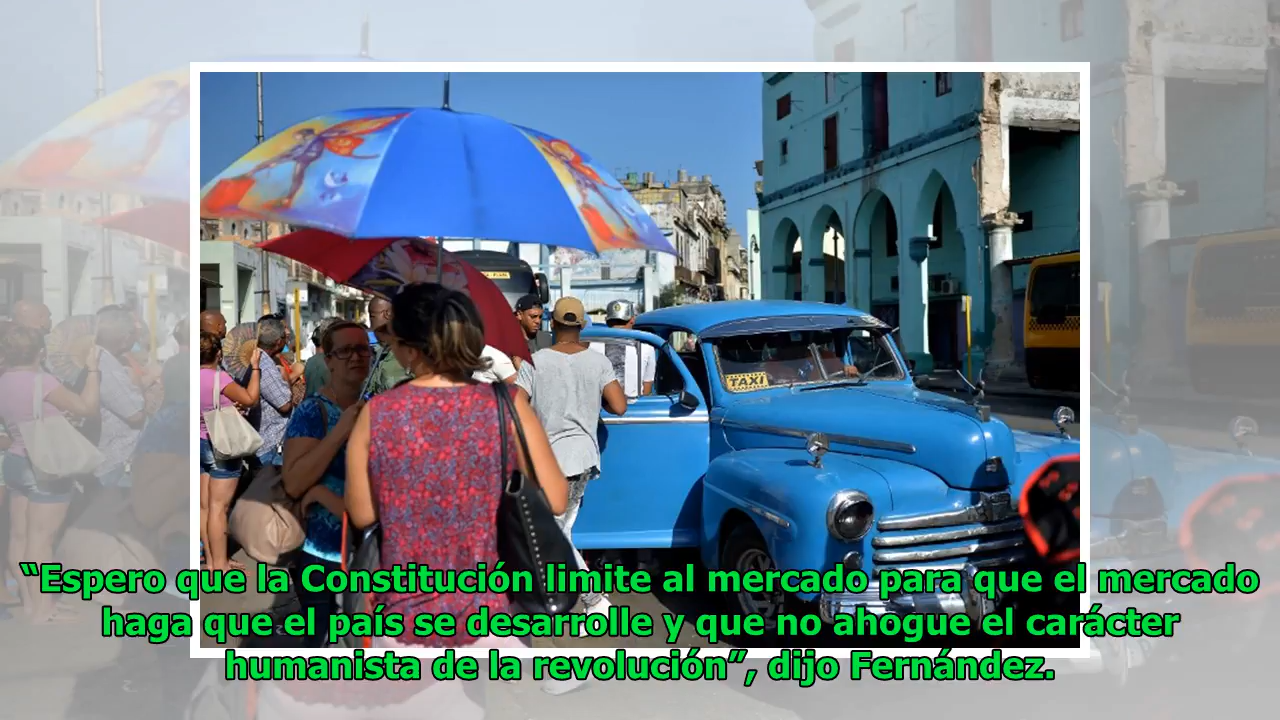 TAXI
“Espero que la Constitución limite al mercado para que el mercado
haga que el país se desarrolle y que no ahogue el carácter
humanista de la revolución”, dijo Fernández.